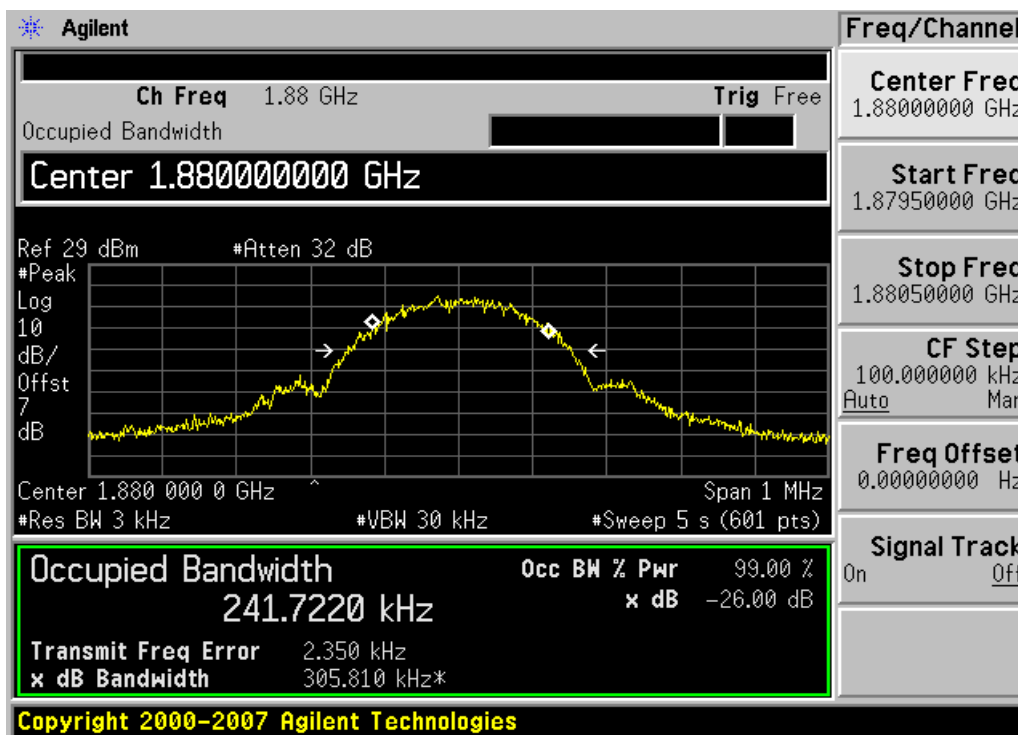 Agilent
Freq/Channel
Ch Freq 1.88 GHz Trig Free
Occupied Bandwidth
Center 1.880000000 GHz
Ref 29 dBm #Atten 32 dB
#Peak
Log
10
dB/
Offst
7
dB
Center 1.880 000 0 GHz ^ Span 1 MHz
#Res BW 3 kHz #VBW 30 kHz #Sweep 5 s (601 pts)
Occupied Bandwidth
241.7220 kHz
Occ BW % Pwr 99.00 %
x dB -26.00 dB
Transmit Freq Error 2.350 kHz
x dB Bandwidth 305.810 kHz*
Center Freq
1.88000000 GHz
Start Freq
1.87950000 GHz
Stop Freq
1.88050000 GHz
CF Step
100.000000 kHz
Auto Man
Freq Offset
0.00000000 Hz
Signal Track
On Off
Copyright 2000-2007 Agilent Technologies